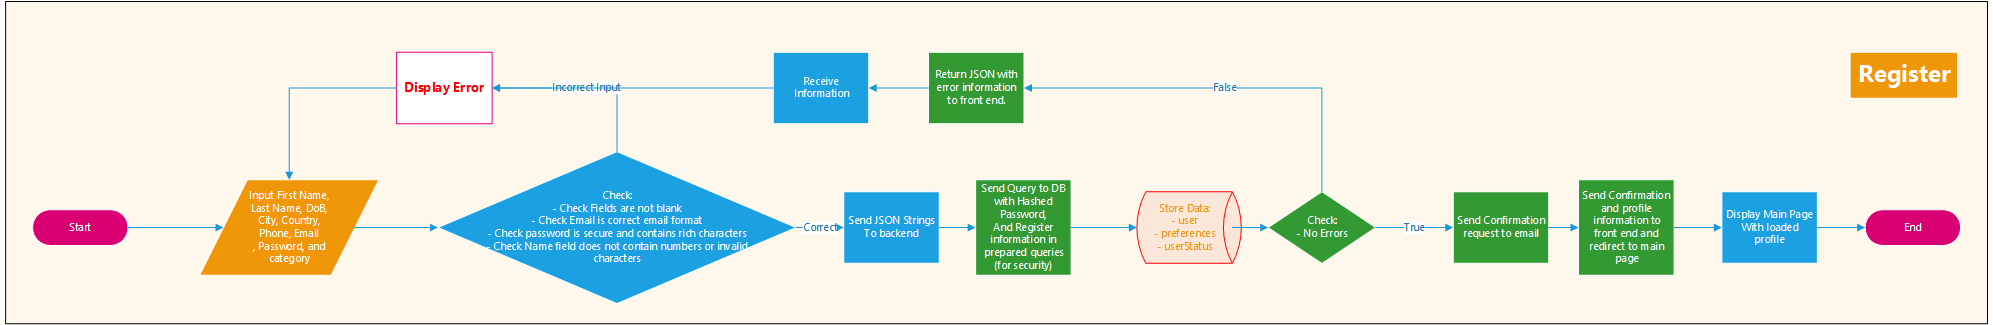 Register
Display Error
Incorrect Input
Receive
Information
Return JSON with
error information
to front end.
False
Start
Input First Name,
Last Name, DoB,
City, Country,
Phone, Email
, Password, and
category
Check:
- Check Fields are not blank
- Check Email is correct email format
- Check password is secure and contains rich characters
- Check Name field does not contain numbers or invalid
characters
Correct
Send JSON Strings
To backend
Send Query to DB
with Hashed
Password,
And Register
information in
prepared queries
(for security)
Store Data:
- user
- preferences
- userStatus
Check:
- No Errors
True
Send Confirmation
request to email
Send Confirmation
and profile
information to
front end and
redirect to main
page
Display Main Page
With loaded
profile
End